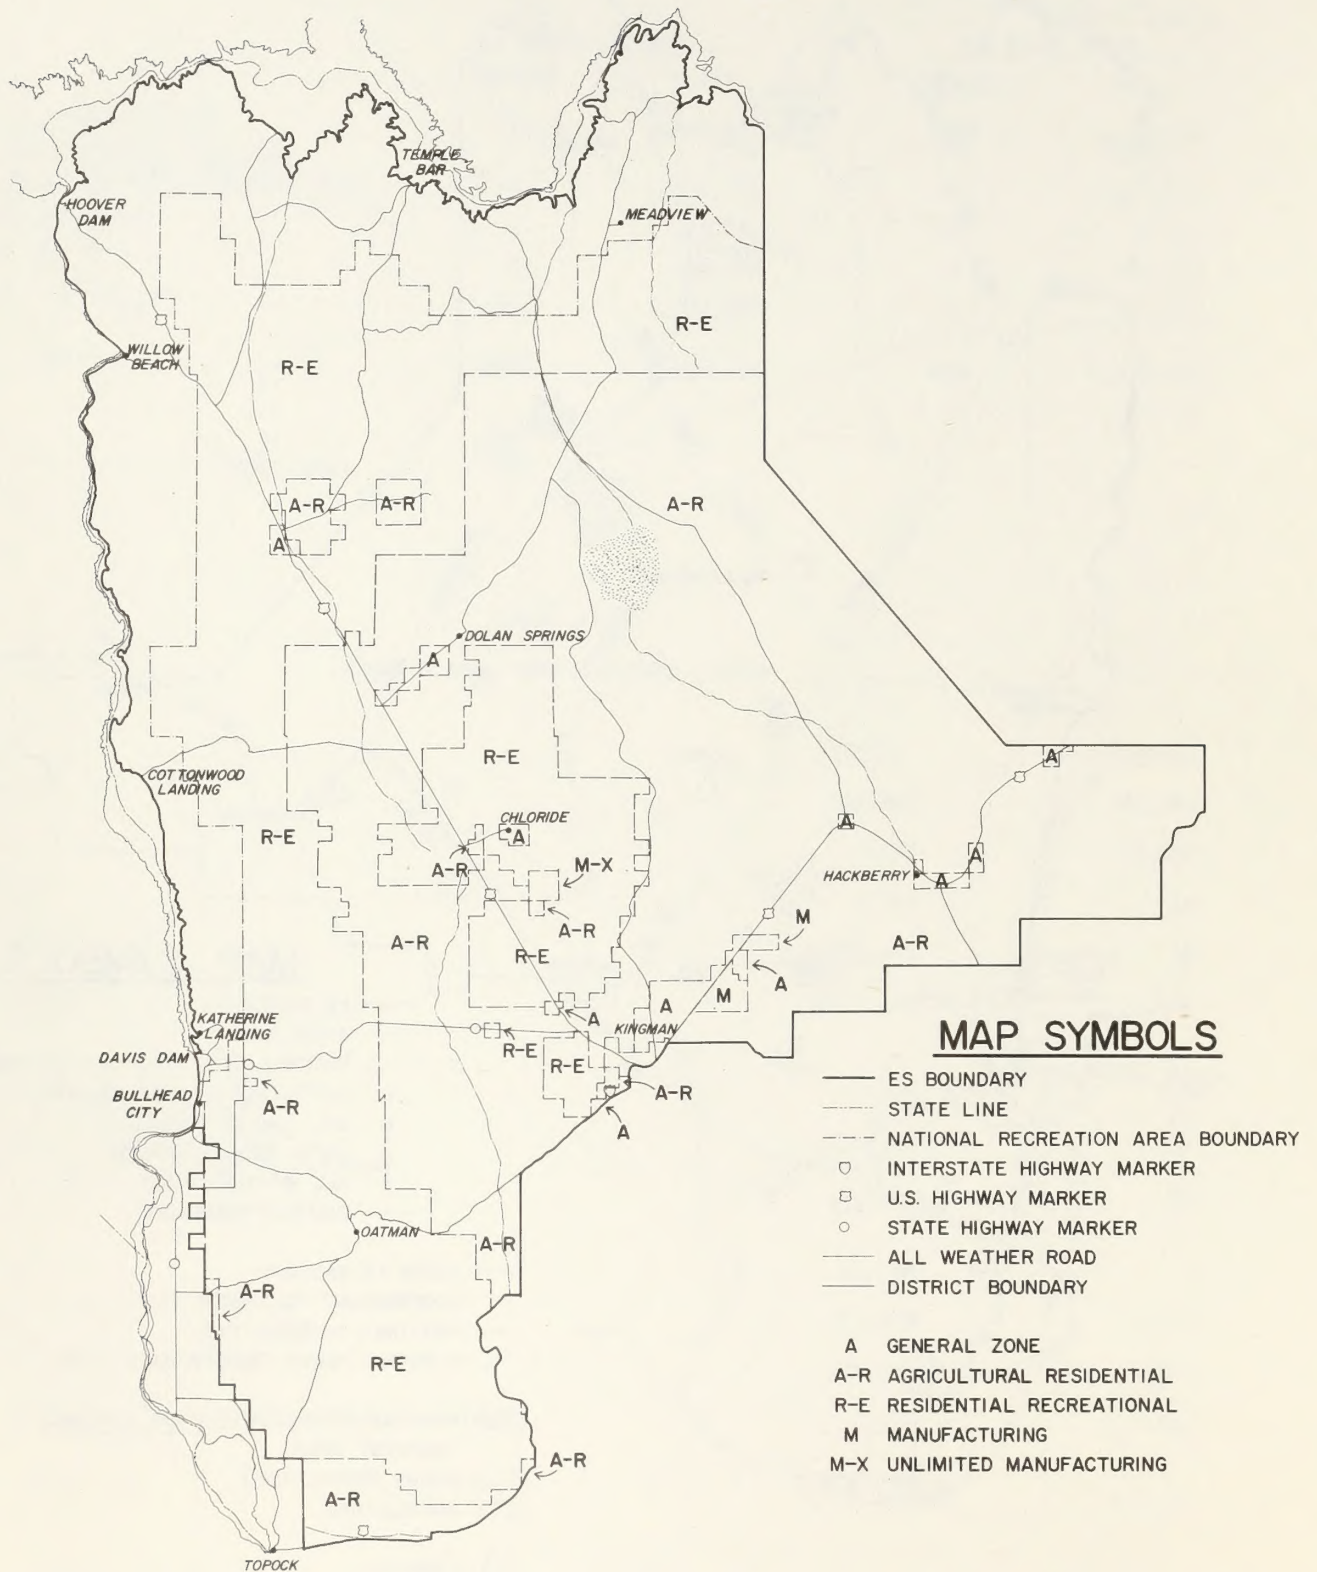 TEMPLE
BAR
HOOVER
DAM
MEADVIEW
R-E
WILLOW
BEACH
R-E
A-R
A-R
A-R
A
DOLAN SPRINGS
A
R-E
A
COTTONWOOD
LANDING
CHLORIDE
R-E
A
A
A-R
M-X
A
HACKBERRY
A
A-R
M
A-R
A-R
R-E
A
M
A
KATHERINE
LANDING
A
KINGMAN
DAVIS DAM
R-E
R-E
BULLHEAD
CITY
A-R
A-R
A
OATMAN
A-R
A-R
R-E
A-R
A-R
TOPOCK
MAP SYMBOLS
ES BOUNDARY
STATE LINE
NATIONAL RECREATION AREA BOUNDARY
INTERSTATE HIGHWAY MARKER
U.S. HIGHWAY MARKER
STATE HIGHWAY MARKER
ALL WEATHER ROAD
DISTRICT BOUNDARY
A GENERAL ZONE
A-R AGRICULTURAL RESIDENTIAL
R-E RESIDENTIAL RECREATIONAL
M MANUFACTURING
M-X UNLIMITED MANUFACTURING